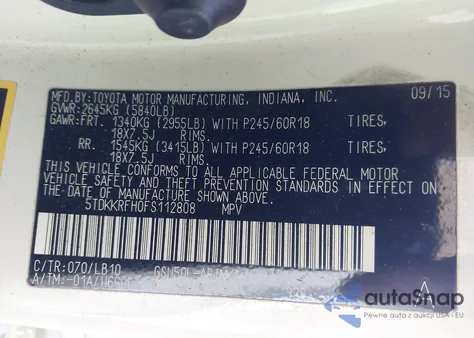 MFD. BY: TOYOTA MOTOR MANUFACTURING, INDIANA, INC. 09/15
GVWR: 2645KG (5840LB)
GAWR: FRT. 1340KG (2955LB) WITH P245/60R18 TIRES,
18X7.5J RIMS.
RR. 1545KG (3415LB) WITH P245/60R18 TIRES,
18X7.5J RIMS.
THIS VEHICLE CONFORMS TO ALL APPLICABLE FEDERAL MOTOR
VEHICLE SAFETY AND THEFT PREVENTION STANDARDS IN EFFECT ON
THE DATE OF MANUFACTURE SHOWN ABOVE.
5TDKKRFH0FS112808 MPV
C/TR: 070/LB10
A/TM: -01A/
A
autoSnap
Pewne auta z aukcji w USA i Kanadzie